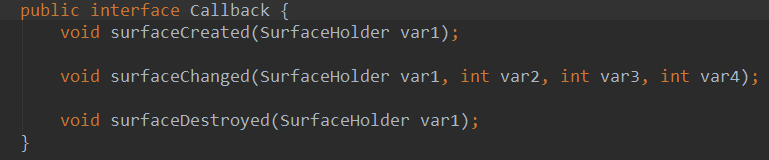 public interface Callback {
void surfaceCreated(SurfaceHolder var1);
void surfaceChanged(SurfaceHolder var1, int var2, int var3, int var4);
void surfaceDestroyed(SurfaceHolder var1);
}